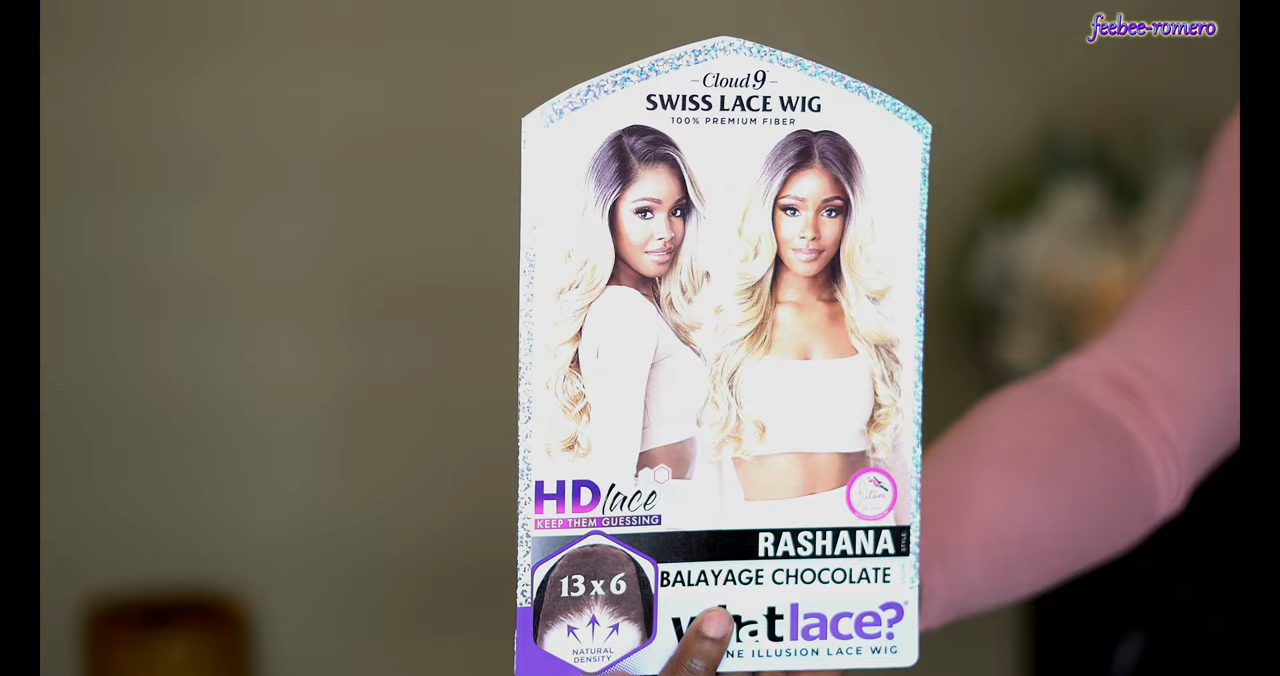 feebee-romero
Cloud 9
SWISS LACE WIG
100% PREMIUM FIBER
HD lace
KEEP THEM GUESSING
RASHANA
STYLE
BALAYAGE CHOCOLATE
13 x 6
NATURAL
DENSITY
lace?
ILLUSION LACE WIG